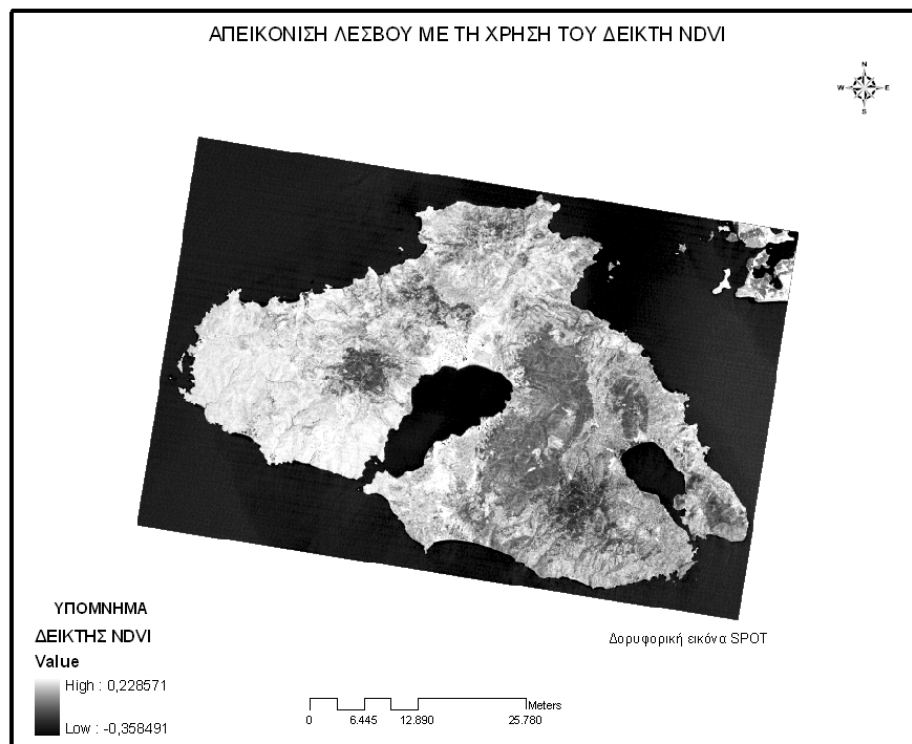 ΑΠΕΙΚΟΝΙΣΗ ΛΕΣΒΟΥ ΜΕ ΤΗ ΧΡΗΣΗ ΤΟΥ ΔΕΙΚΤΗ NDVI
N
W E
S
ΥΠΟΜΝΗΜΑ
ΔΕΙΚΤΗΣ NDVI
Value
High : 0,228571
Low : -0,358491
Δορυφορική εικόνα SPOT
Meters
0 6.445 12.890 25.780